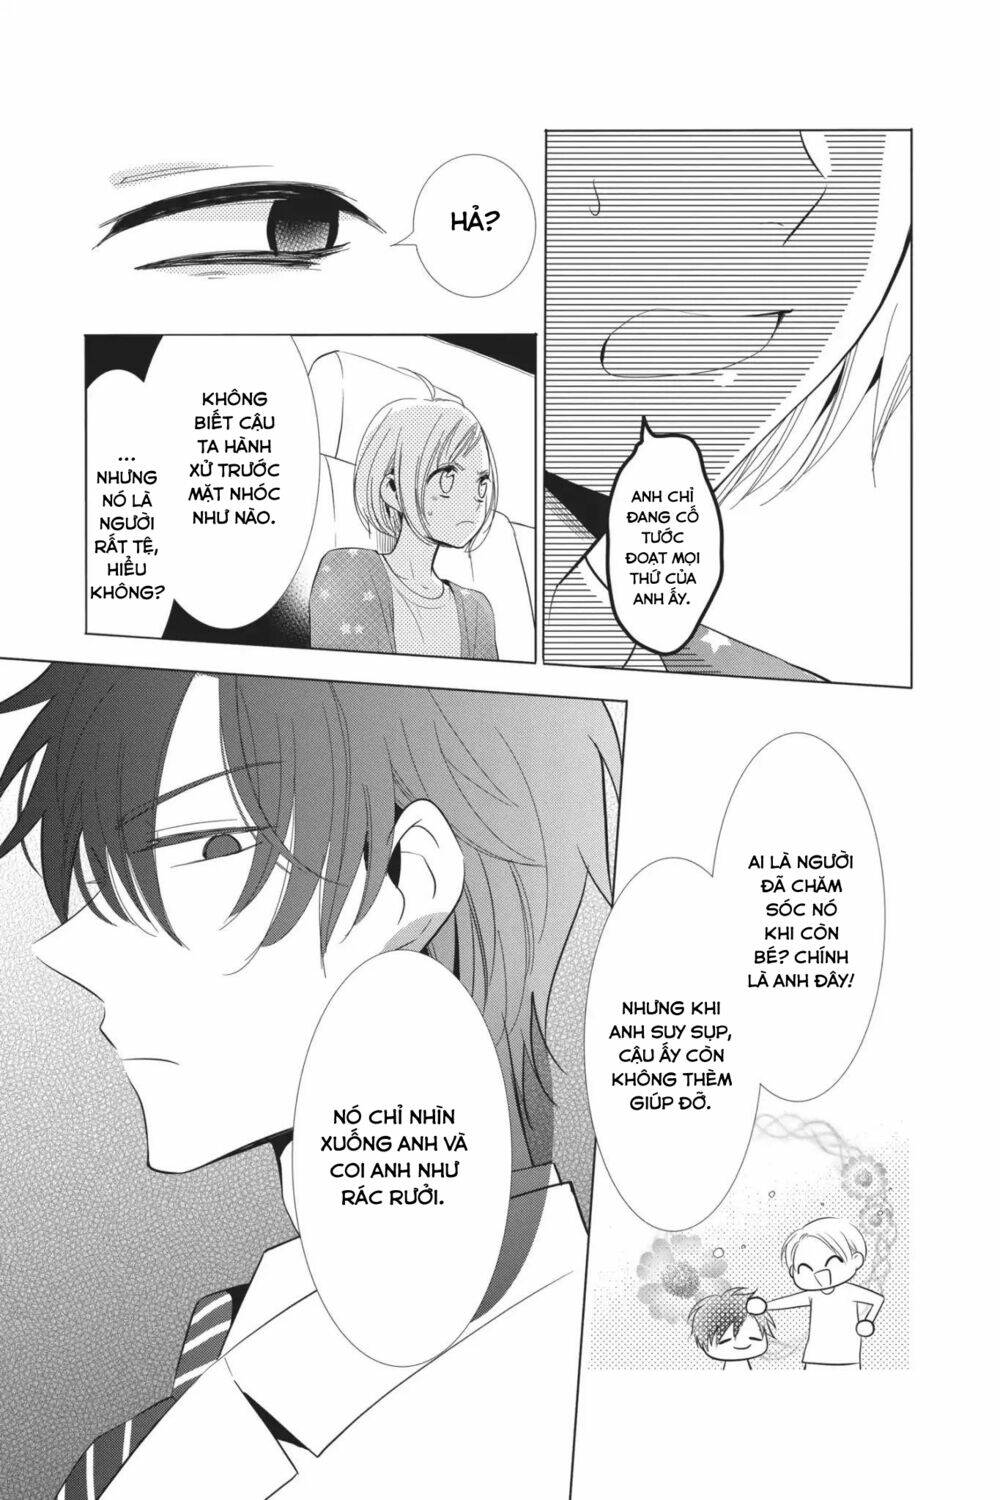 ANH CHỈ
ĐANG CỐ
TƯỚC
ĐOẠT MỌI
THỨ CỦA
ANH ẤY.
HẢ?
KHÔNG
BIẾT CẬU
TA HÀNH
XỬ TRƯỚC
MẶT NHÓC
NHƯ NÀO.
...
NHƯNG
NÓ LÀ
NGƯỜI
RẤT TỆ,
HIỂU
KHÔNG?
AI LÀ NGƯỜI
ĐÃ CHĂM
SÓC NÓ
KHI CÒN
BÉ? CHÍNH
LÀ ANH ĐÂY!
NHƯNG KHI
ANH SUY SỤP,
CẬU ẤY CÒN
KHÔNG THÈM
GIÚP ĐỠ.
NÓ CHỈ NHÌN
XUỐNG ANH VÀ
COI ANH NHƯ
RÁC RƯỞI.